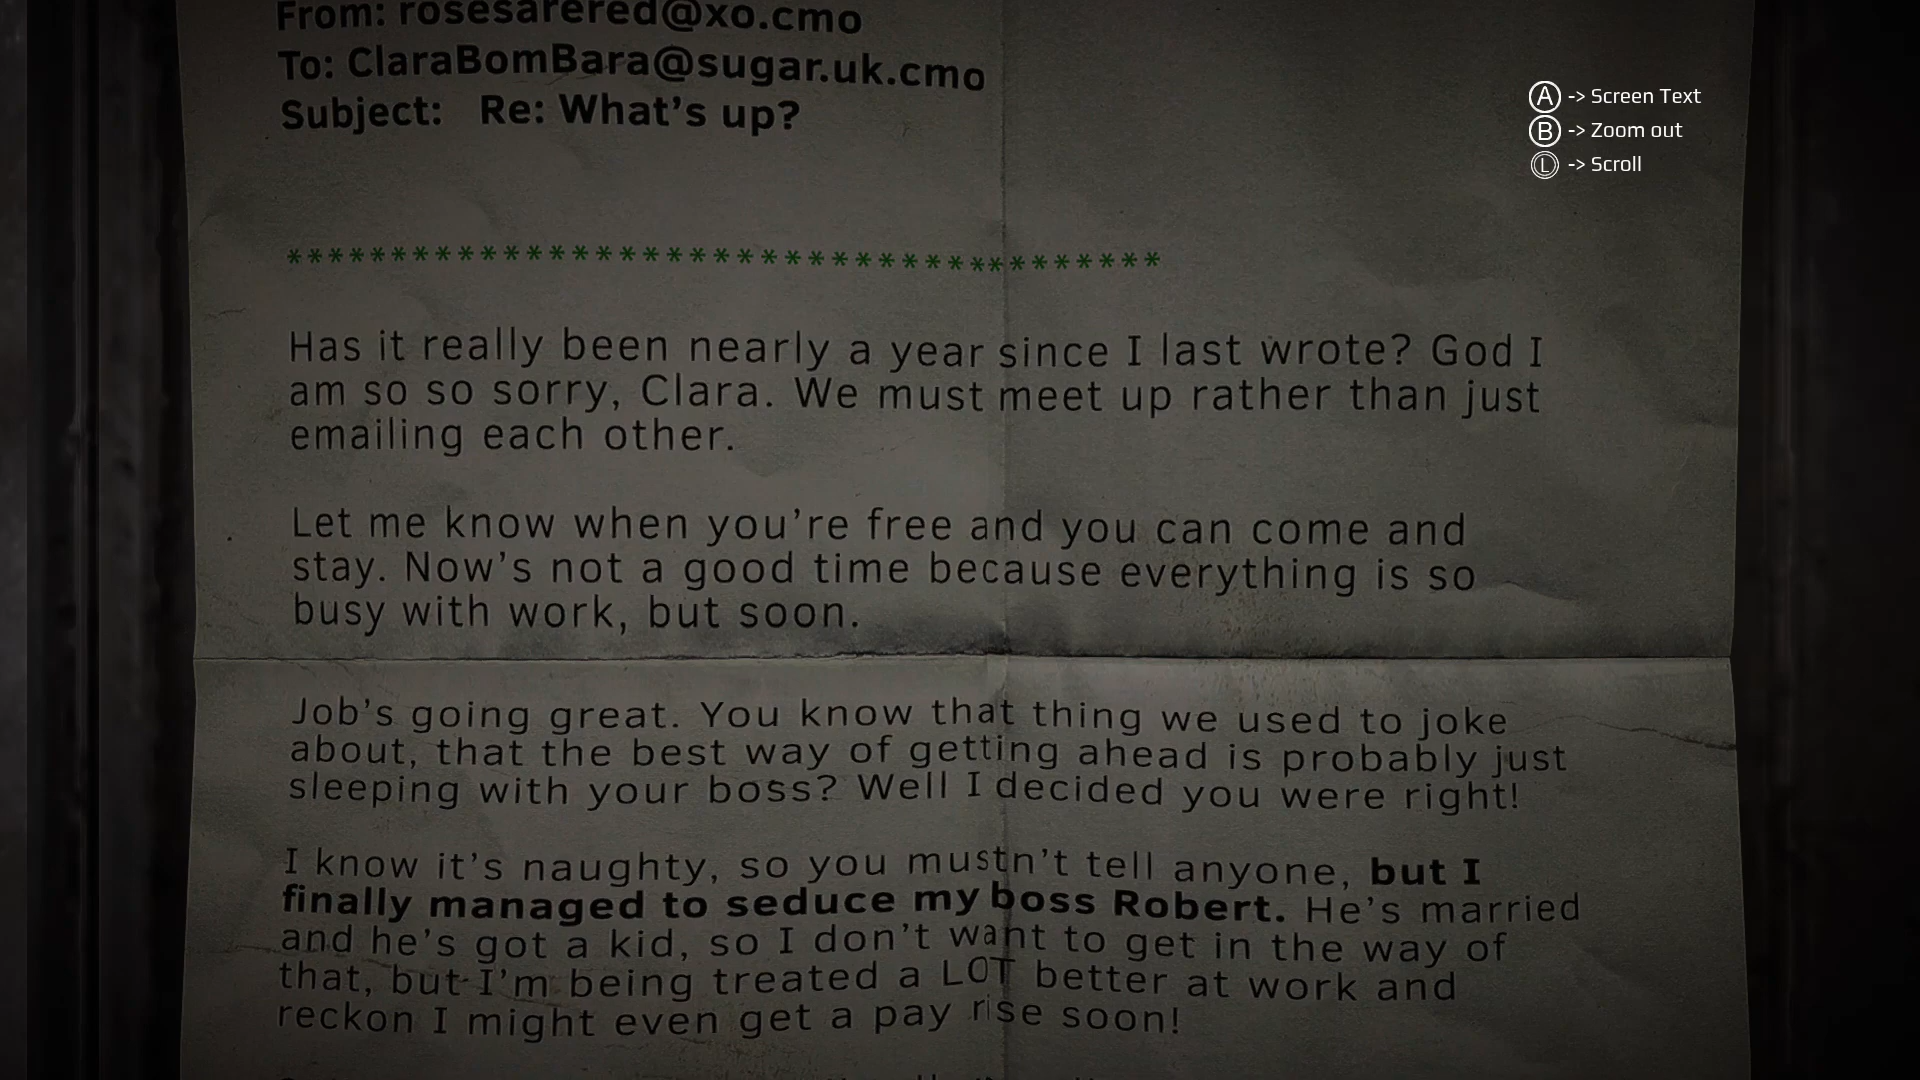 From: rosesarered@xo.cmo
To: ClaraBomBara@sugar.uk.cmo
Subject: Re: What's up?
A -> Screen Text
B -> Zoom out
L -> Scroll
**************************************
Has it really been nearly a year since I last wrote? God I
am so so sorry, Clara. We must meet up rather than just
emailing each other.
Let me know when you're free and you can come and
stay. Now's not a good time because everything is so
busy with work, but soon.
Job's going great. You know that thing we used to joke
about, that the best way of getting ahead is probably just
sleeping with your boss? Well I decided you were right!
I know it's naughty, so you mustn't tell anyone, but I
finally managed to seduce my boss Robert. He's married
and he's got a kid, so I don't want to get in the way of
that, but I'm being treated a LOT better at work and
reckon I might even get a pay rise soon!